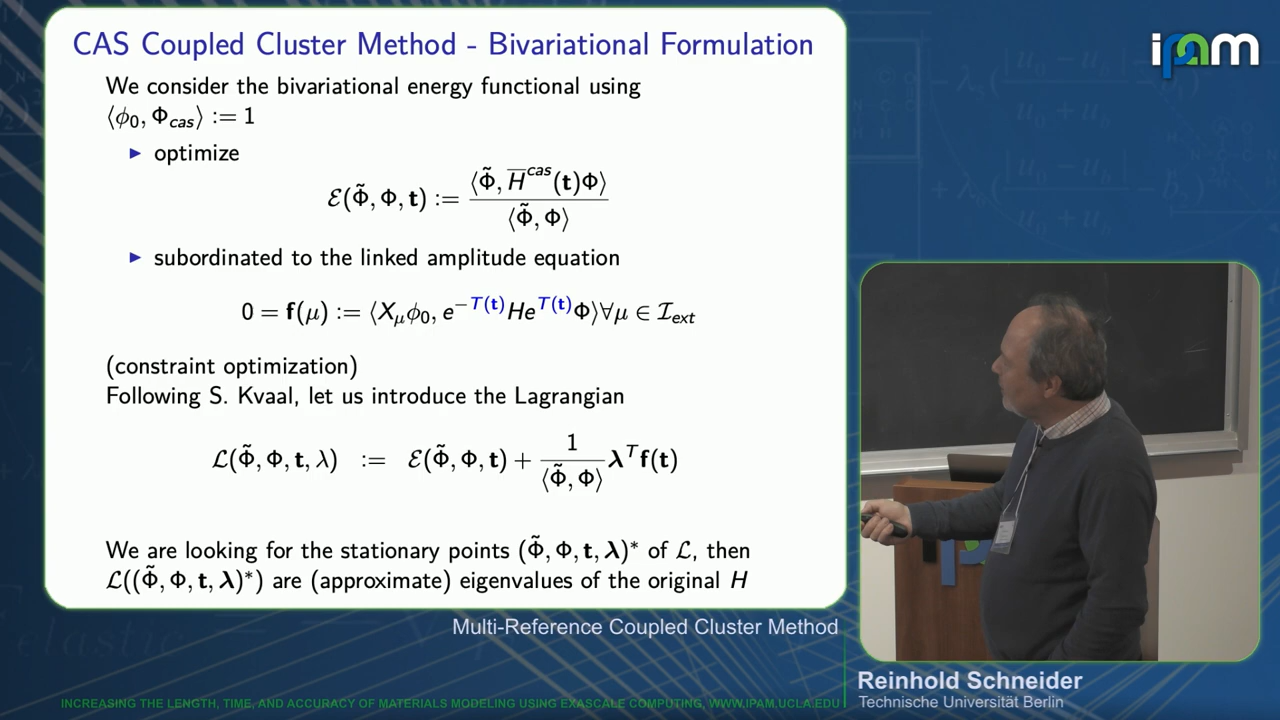 CAS Coupled Cluster Method - Bivariational Formulation
We consider the bivariational energy functional using
⟨ϕ₀, Φ_cas⟩ := 1
▶ optimize
ℰ(Φ̃, Φ, t) := ⟨Φ̃, H̅^cas(t)Φ⟩ / ⟨Φ̃, Φ⟩
▶ subordinated to the linked amplitude equation
0 = f(μ) := ⟨X_μϕ₀, e^{−T(t)}He^{T(t)}Φ⟩∀μ ∈ ℐ_ext
(constraint optimization)
Following S. Kvaal, let us introduce the Lagrangian
ℒ(Φ̃, Φ, t, λ) := ℰ(Φ̃, Φ, t) + 1/⟨Φ̃, Φ⟩ λ^T f(t)
We are looking for the stationary points (Φ̃, Φ, t, λ)* of ℒ, then
ℒ((Φ̃, Φ, t, λ)*) are (approximate) eigenvalues of the original H
Multi-Reference Coupled Cluster Method
ipam
Reinhold Schneider
Technische Universität Berlin
INCREASING THE LENGTH, TIME, AND ACCURACY OF MATERIALS MODELING USING EXASCALE COMPUTING, WWW.IPAM.UCLA.EDU